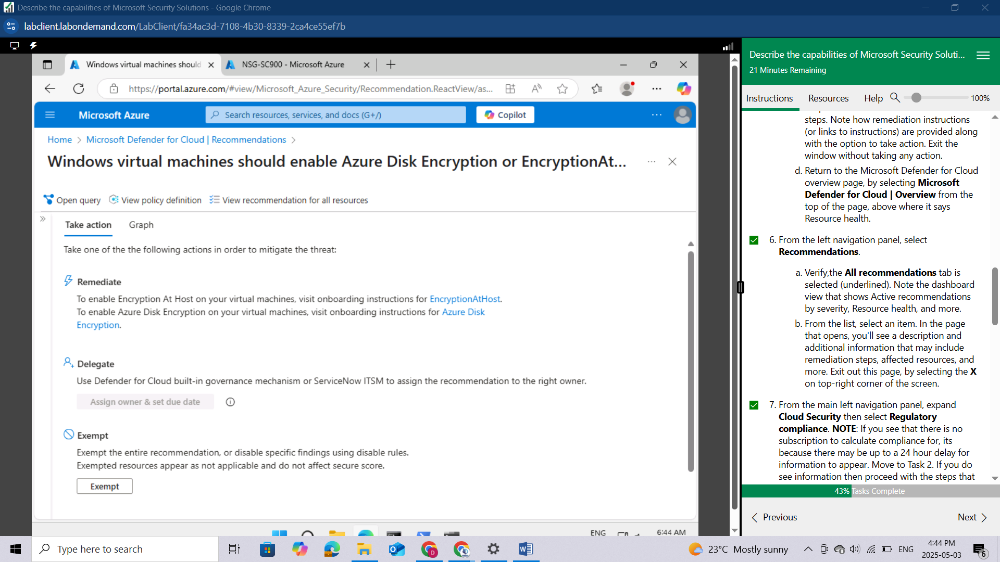 Describe the capabilities of Microsoft Security Solutions - Google Chrome
labclient.labondemand.com/LabClient/fa34ac3d-7108-4b30-8339-2ca4ce55ef7b
Windows virtual machines should
NSG-SC900 - Microsoft Azure
https://portal.azure.com/#view/Microsoft_Azure_Security/Recommendation.ReactView/as...
Microsoft Azure
Search resources, services, and docs (G+/)
Copilot
Home > Microsoft Defender for Cloud | Recommendations >
Windows virtual machines should enable Azure Disk Encryption or EncryptionAt...
Open query
View policy definition
View recommendation for all resources
Take action
Graph
Take one of the the following actions in order to mitigate the threat:
Remediate
To enable Encryption At Host on your virtual machines, visit onboarding instructions for EncryptionAtHost.
To enable Azure Disk Encryption on your virtual machines, visit onboarding instructions for Azure Disk
Encryption.
Delegate
Use Defender for Cloud built-in governance mechanism or ServiceNow ITSM to assign the recommendation to the right owner.
Assign owner & set due date
Exempt
Exempt the entire recommendation, or disable specific findings using disable rules.
Exempted resources appear as not applicable and do not affect secure score.
Exempt
ENG
6:44 AM
Describe the capabilities of Microsoft Security Soluti...
21 Minutes Remaining
Instructions
Resources
Help
100%
steps. Note how remediation instructions
(or links to instructions) are provided along
with the option to take action. Exit the
window without taking any action.
d. Return to the Microsoft Defender for Cloud
overview page, by selecting Microsoft
Defender for Cloud | Overview from the
top of the page, above where it says
Resource health.
6. From the left navigation panel, select
Recommendations.
a. Verify,the All recommendations tab is
selected (underlined). Note the dashboard
view that shows Active recommendations
by severity, Resource health, and more.
b. From the list, select an item. In the page
that opens, you'll see a description and
additional information that may include
remediation steps, affected resources, and
more. Exit out this page, by selecting the X
on top-right corner of the screen.
7. From the main left navigation panel, expand
Cloud Security then select Regulatory
compliance. NOTE: If you see that there is no
subscription to calculate compliance for, its
because there may be up to a 24 hour delay for
information to appear. Move to Task 2. If you do
see information then proceed with the steps that
43% Tasks Complete
Previous
Next
Type here to search
D
23°C Mostly sunny
ENG
4:44 PM
2025-05-03
6